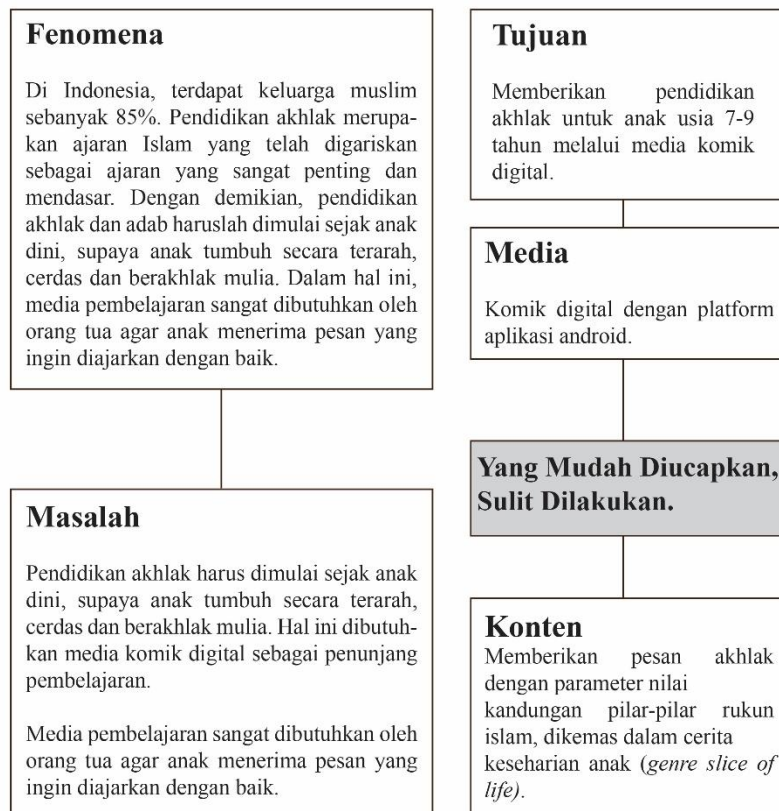 Fenomena
Di Indonesia, terdapat keluarga muslim
sebanyak 85%. Pendidikan akhlak merupa-
kan ajaran Islam yang telah digariskan
sebagai ajaran yang sangat penting dan
mendasar. Dengan demikian, pendidikan
akhlak dan adab haruslah dimulai sejak anak
dini, supaya anak tumbuh secara terarah,
cerdas dan berakhlak mulia. Dalam hal ini,
media pembelajaran sangat dibutuhkan oleh
orang tua agar anak menerima pesan yang
ingin diajarkan dengan baik.
Masalah
Pendidikan akhlak harus dimulai sejak anak
dini, supaya anak tumbuh secara terarah,
cerdas dan berakhlak mulia. Hal ini dibutuh-
kan media komik digital sebagai penunjang
pembelajaran.
Media pembelajaran sangat dibutuhkan oleh
orang tua agar anak menerima pesan yang
ingin diajarkan dengan baik.
Tujuan
Memberikan pendidikan
akhlak untuk anak usia 7-9
tahun melalui media komik
digital.
Media
Komik digital dengan platform
aplikasi android.
Yang Mudah Diucapkan,
Sulit Dilakukan.
Konten
Memberikan pesan akhlak
dengan parameter nilai
kandungan pilar-pilar rukun
islam, dikemas dalam cerita
keseharian anak (genre slice of
life).